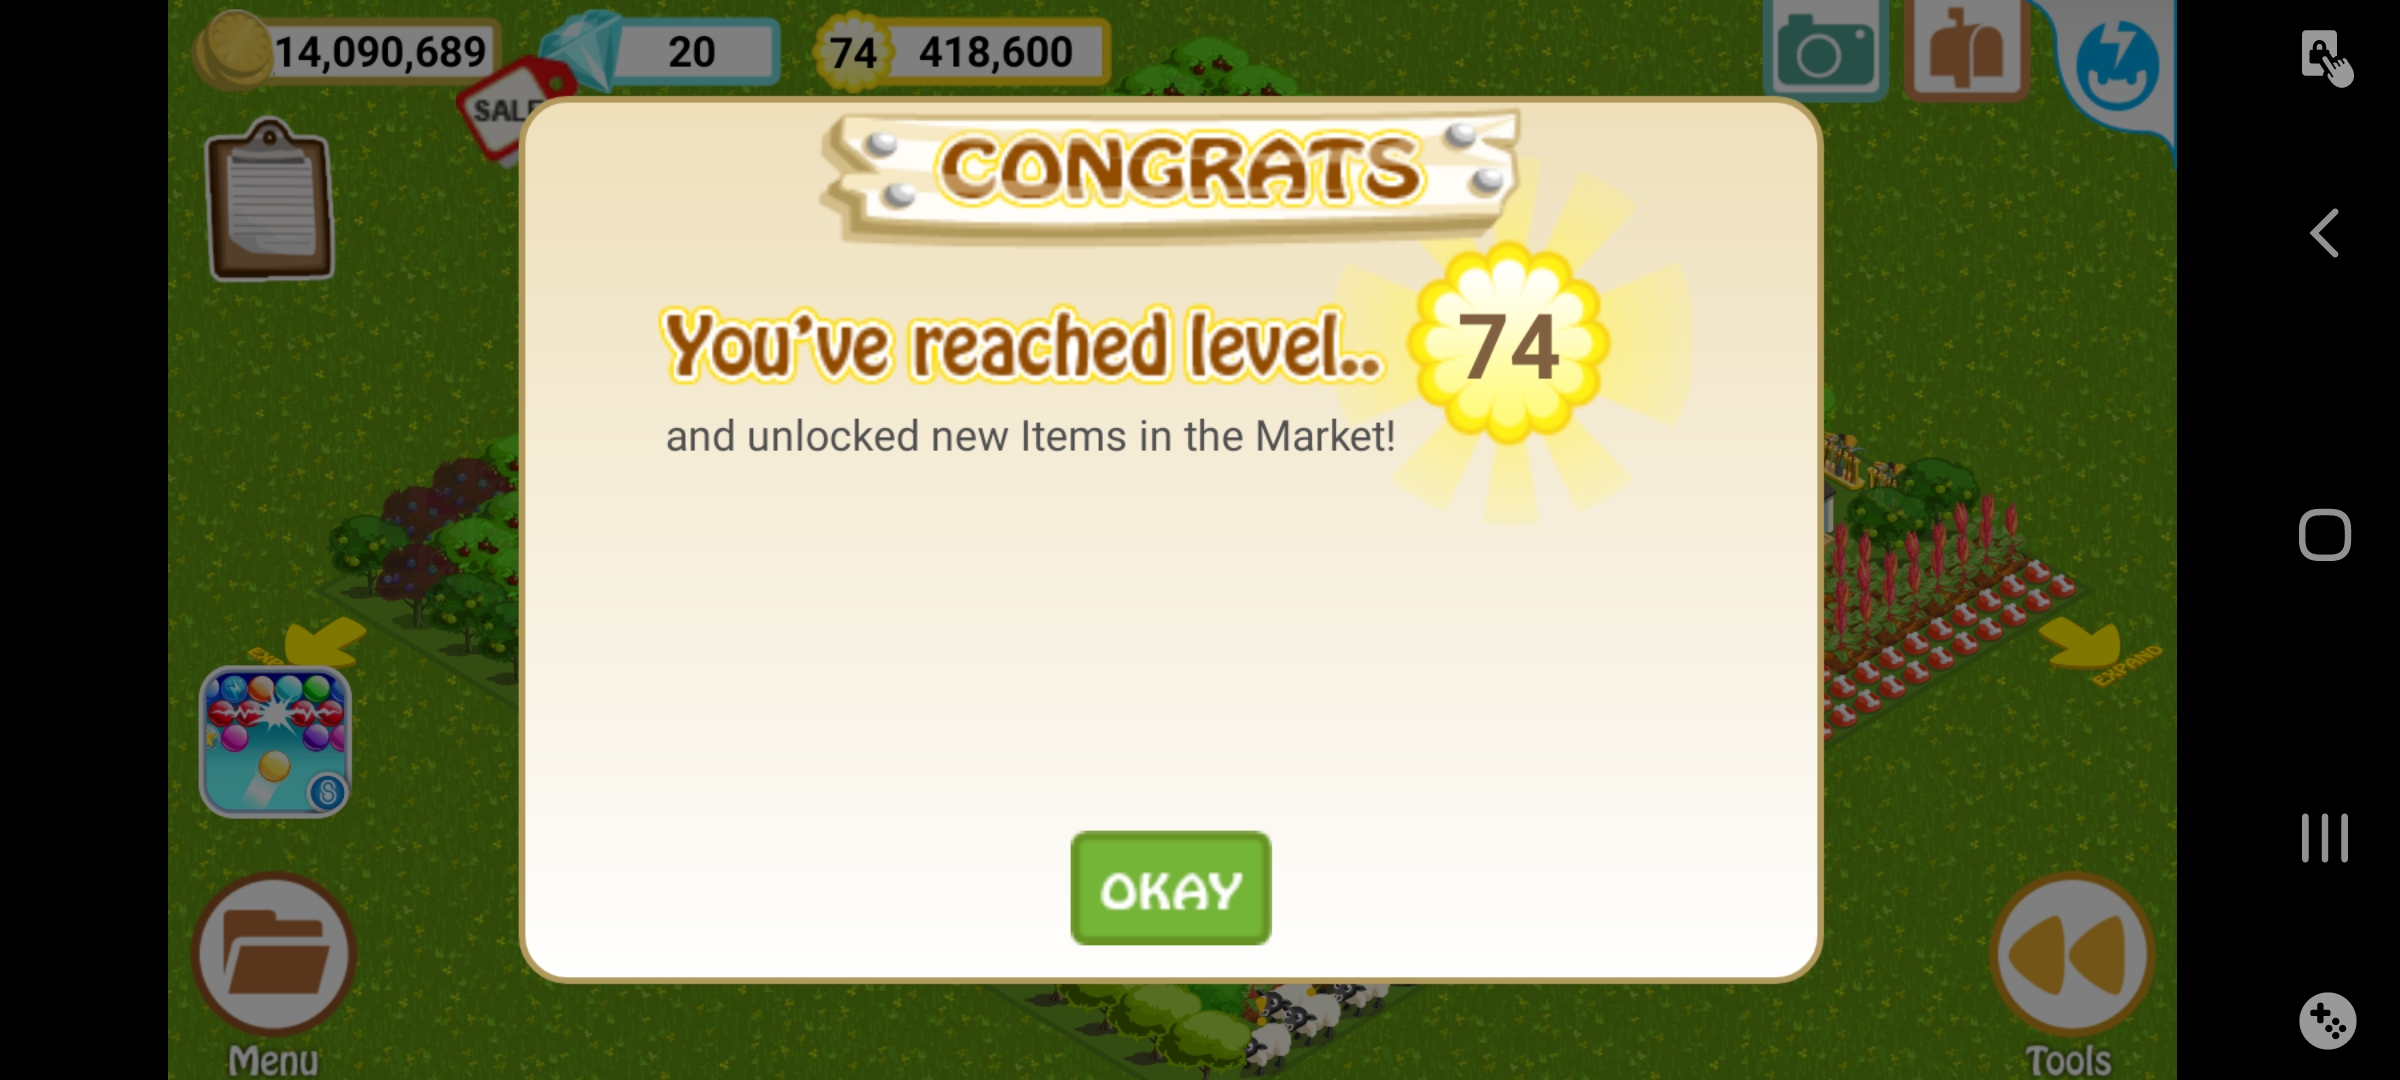 14,090,689
20
74
418,600
SALE
CONGRATS
You've reached level..
74
and unlocked new Items in the Market!
EXPAND
OKAY
Menu
Tools